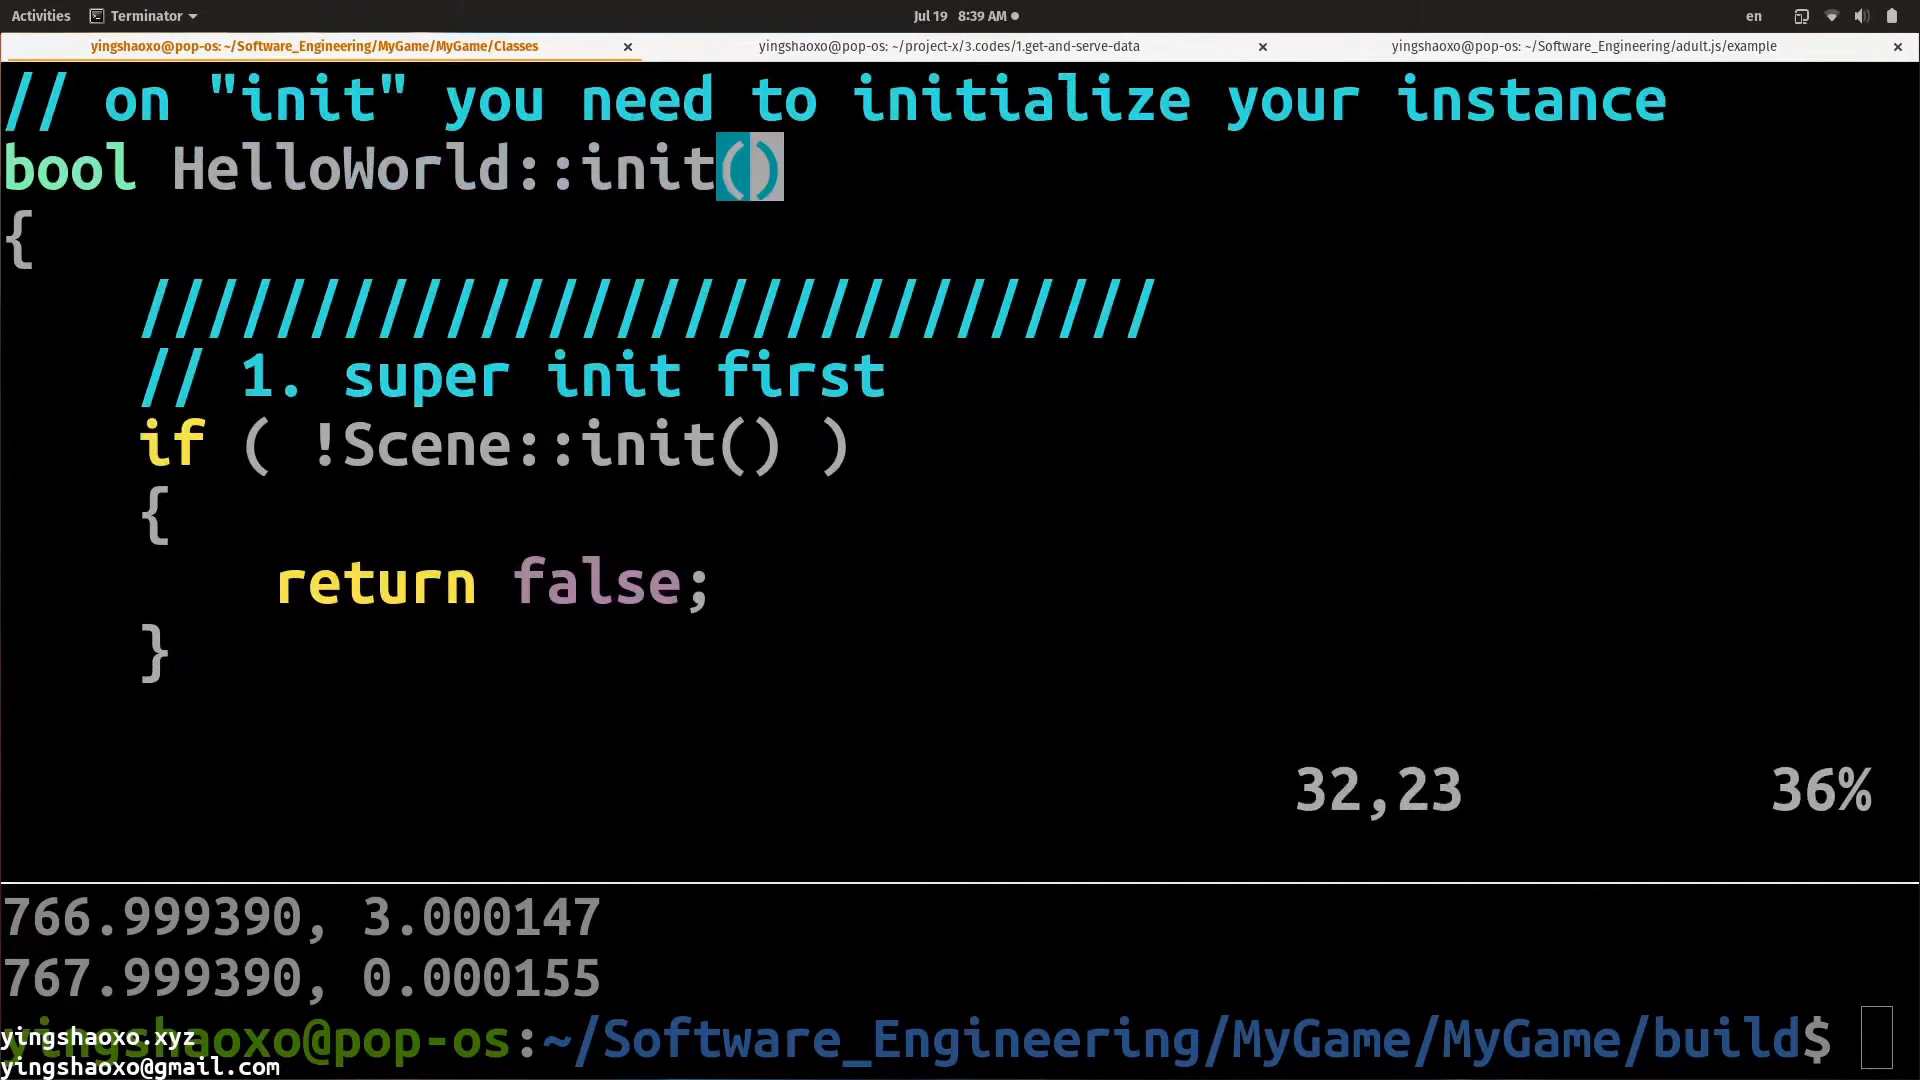 Activities Terminator Jul 19 8:39 AM en
yingshaoxo@pop-os: ~/Software_Engineering/MyGame/MyGame/Classes × yingshaoxo@pop-os: ~/project-x/3.codes/1.get-and-serve-data × yingshaoxo@pop-os: ~/Software_Engineering/adult.js/example ×
// on "init" you need to initialize your instance
bool HelloWorld::init()
{
    //////////////////////////////
    // 1. super init first
    if ( !Scene::init() )
    {
        return false;
    }
32,23 36%
766.999390, 3.000147
767.999390, 0.000155
yingshaoxo@pop-os:~/Software_Engineering/MyGame/MyGame/build$
yingshaoxo.xyz
yingshaoxo@gmail.com